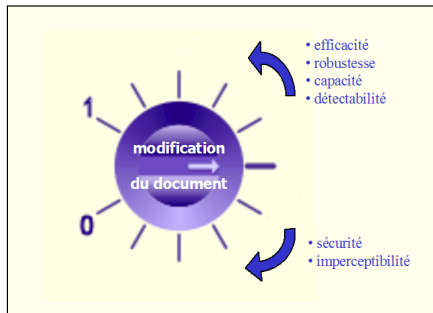 • efficacité
• robustesse
• capacité
• détectabilité
1
modification
du document
0
• sécurité
• imperceptibilité